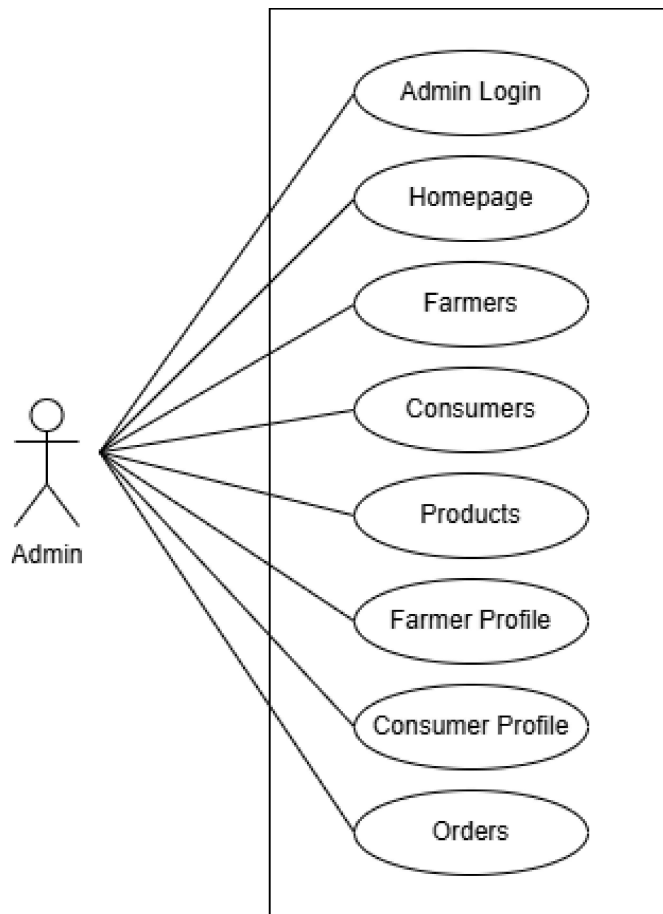 Admin Login
Homepage
Farmers
Consumers
Products
Admin
Farmer Profile
Consumer Profile
Orders